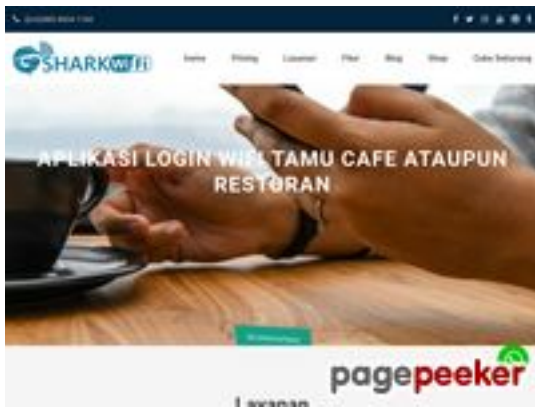 SHARK WiFi
Home Pricing Layanan Fitur Blog Shop Coba Sekarang
APLIKASI LOGIN WIFI TAMU CAFE ATAUPUN
RESTORAN
pagepeeker
Layanan